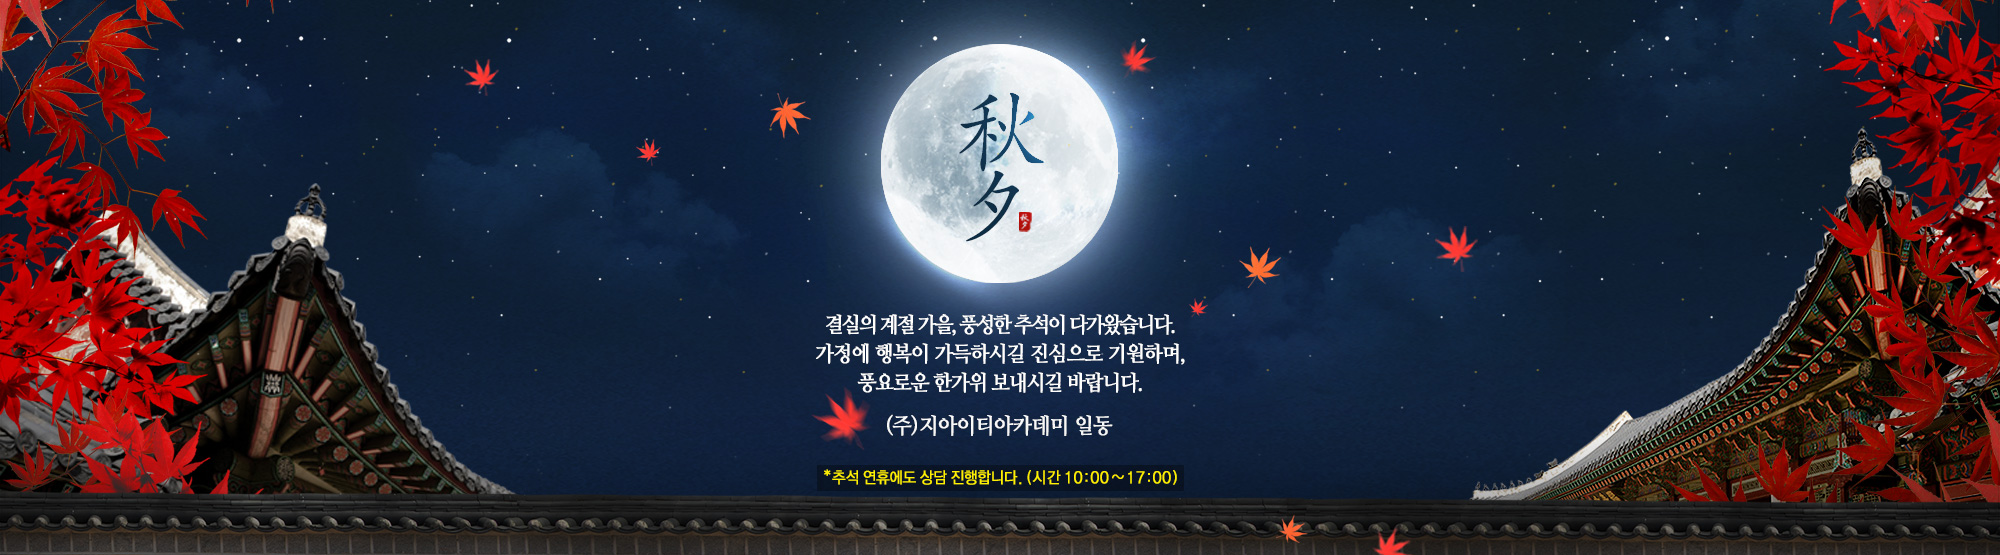 秋
夕
秋夕
결실의 계절 가을, 풍성한 추석이 다가왔습니다.
가정에 행복이 가득하시길 진심으로 기원하며,
풍요로운 한가위 보내시길 바랍니다.
(주)지아이티아카데미 일동
*추석 연휴에도 상담 진행합니다. (시간 10:00~17:00)